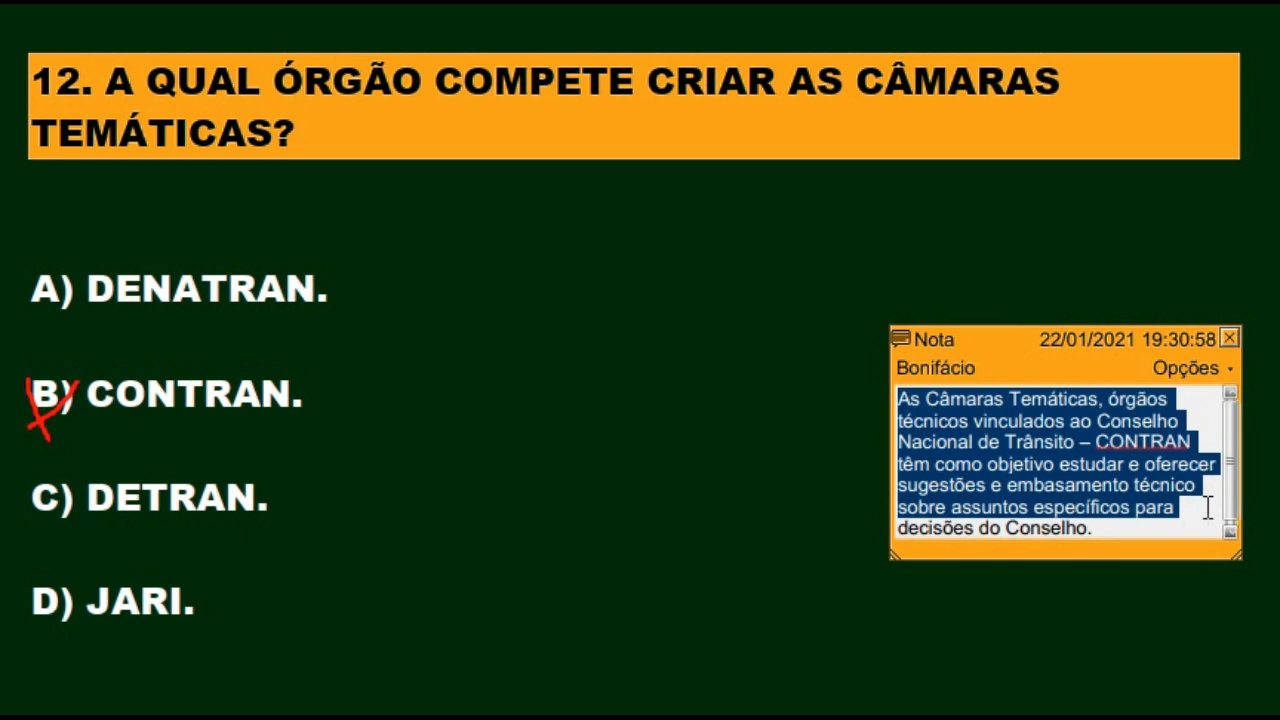 12. A QUAL ÓRGÃO COMPETE CRIAR AS CÂMARAS
TEMÁTICAS?
A) DENATRAN.
B) CONTRAN.
C) DETRAN.
D) JARI.
Nota 22/01/2021 19:30:58
Bonifácio Opções
As Câmaras Temáticas, órgãos
técnicos vinculados ao Conselho
Nacional de Trânsito – CONTRAN
têm como objetivo estudar e oferecer
sugestões e embasamento técnico
sobre assuntos específicos para
decisões do Conselho.